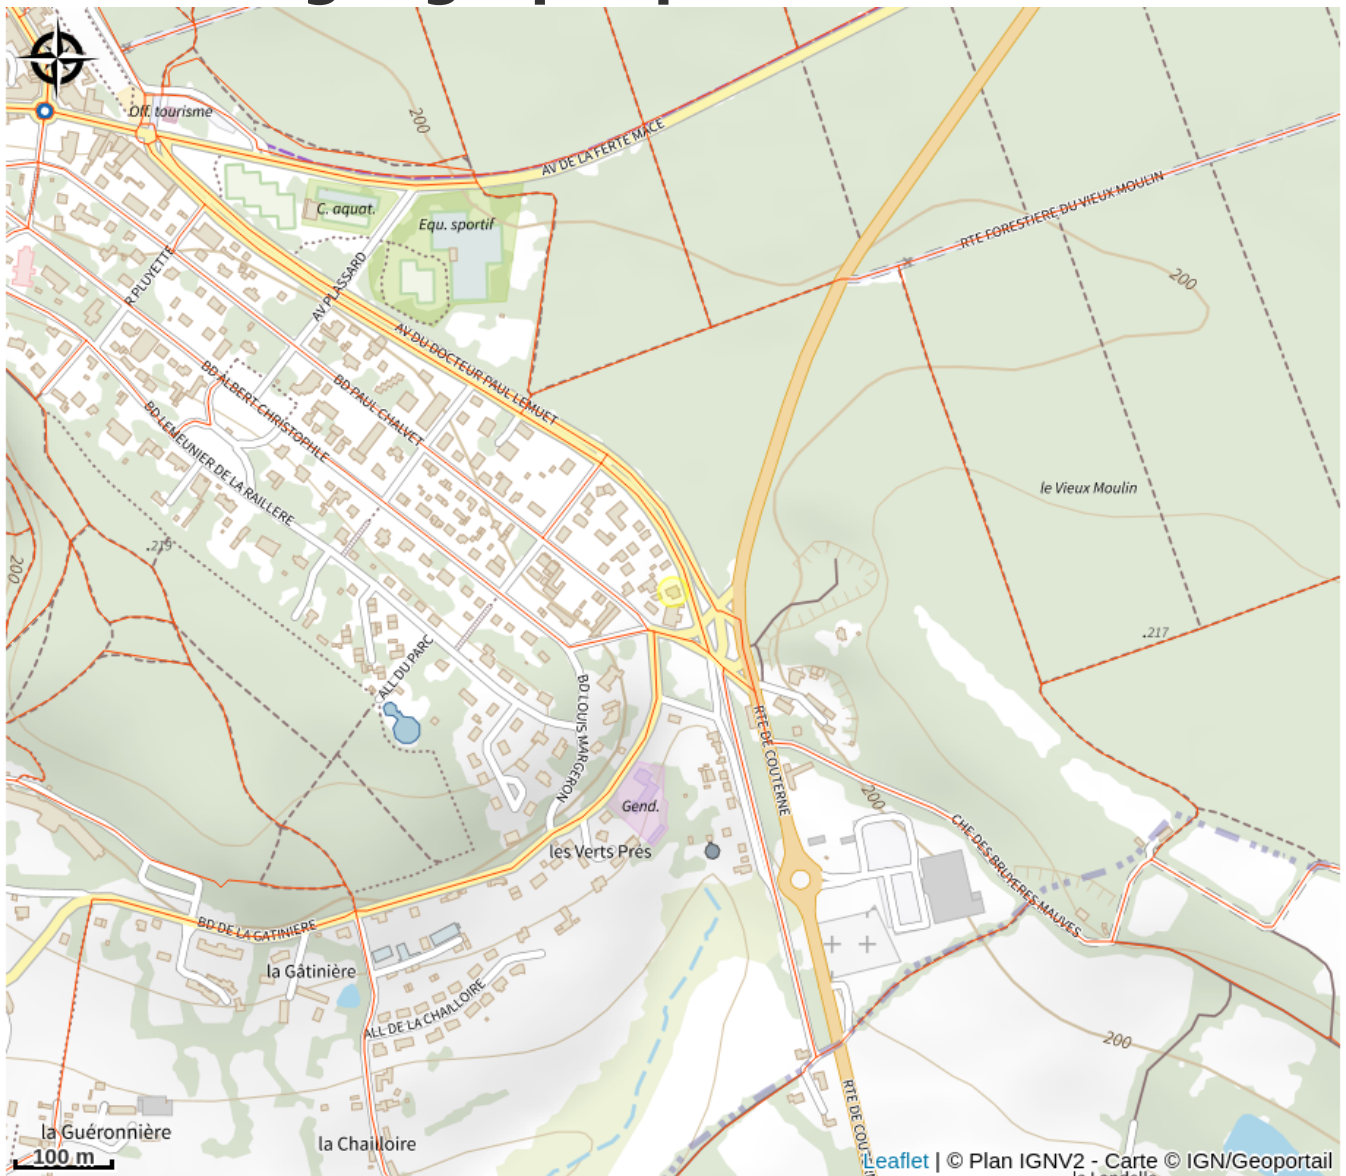 Off. tourisme
200
AV DE LA FERTE MACE
C. aquat.
Equ. sportif
RTE FORESTIERE DU VIEUX MOULIN
R PLUYETTE
AV PLASSARD
200
AV DU DOCTEUR PAUL LEMUET
BD ALBERT CHRISTOPHLE
BD PAUL CHALVET
BD LEMEUNIER DE LA RAILLERE
le Vieux Moulin
219
200
217
ALL DU PARC
BD LOUIS MARGERON
RTE DE COUTERNE
Gend.
200
les Verts Prés
CHE DES BRUYERES MAUVES
BD DE LA GATINIERE
la Gâtinière
ALL DE LA CHAILLOIRE
200
RTE DE COU
la Guéronnière
la Chailloire
100 m
Leaflet | © Plan IGNV2 - Carte © IGN/Geoportail